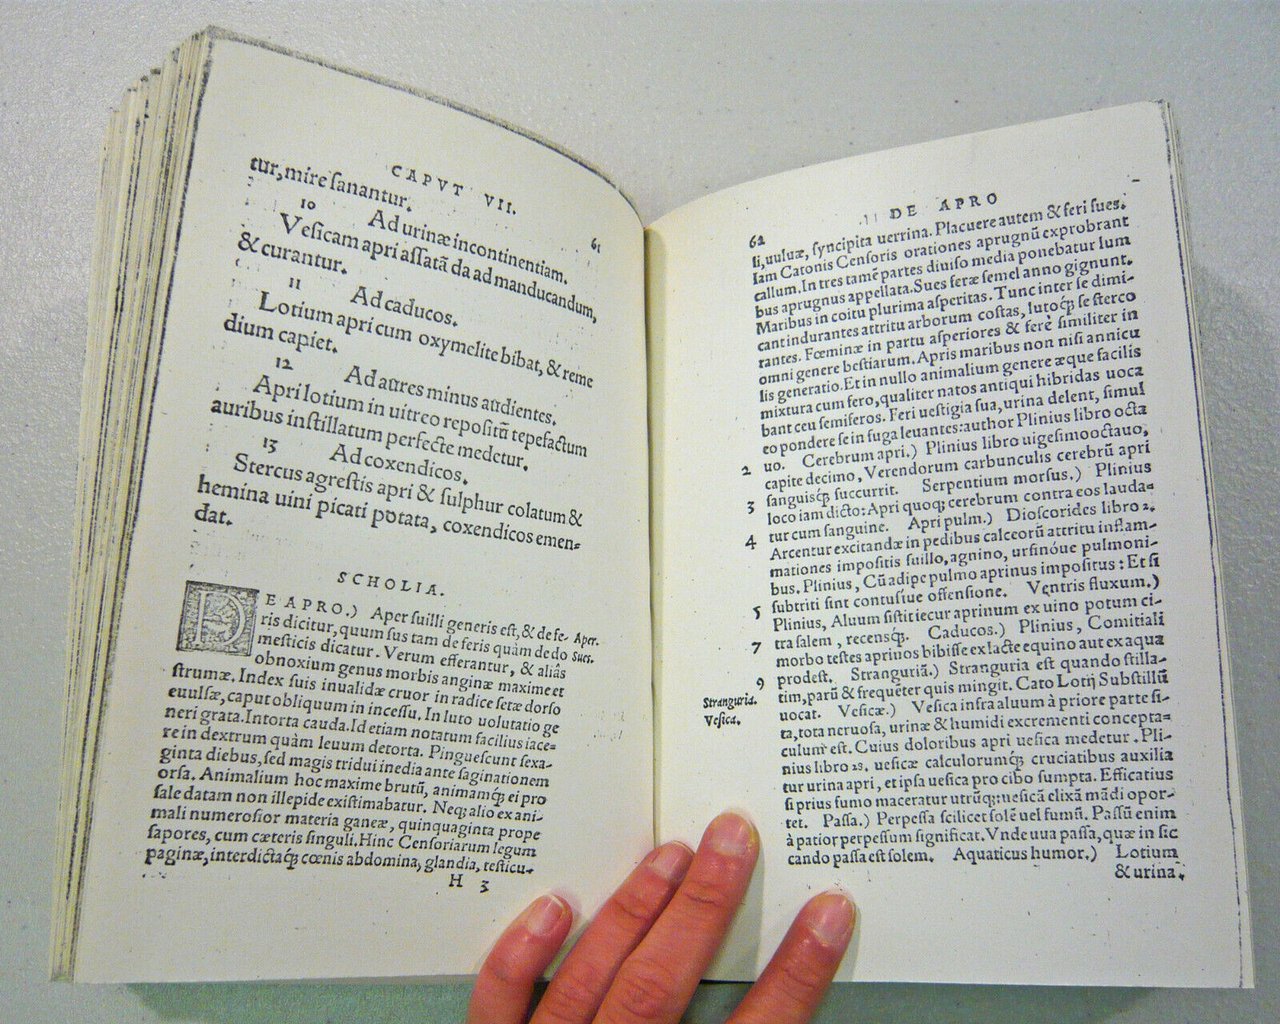 CAPVT VII.
61
tur, mire ſanantur.
10 Ad urinæ incontinentiam.
Veſicam apri aſſatā da ad manducandum,
& curantur.
11 Ad caducos.
Lotium apri cum oxymelite bibat, & reme
dium capiet.
12 Ad aures minus audientes.
Apri lotium in uitreo repoſitū tepefactum
auribus inſtillatum perfecte medetur.
13 Ad coxendicos.
Stercus agreſtis apri & ſulphur colatum &
hemina uini picati potata, coxendicos emen-
dat.
SCHOLIA.
DE APRO.) Aper ſuilli generis eſt, & de fe-
Aper.
ris dicitur, quum ſus tam de feris quàm de do
Sues.
meſticis dicatur. Verum efferantur, & aliâs
obnoxium genus morbis anginæ maxime et
ſtrumæ. Index ſuis inualidæ cruor in radice ſetæ dorſo
euulſæ, caput obliquum in inceſſu. In luto uolutatio ge
neri grata. Intorta cauda. Id etiam notatum facilius iace-
re in dextrum quàm leuum detorta. Pingueſcunt ſexa-
ginta diebus, ſed magis tridui inedia ante ſaginationem
orſa. Animalium hoc maxime brutū, animamq́; ei pro
ſale datam non illepide exiſtimabatur. Neq; alio ex ani-
mali numeroſior materia ganeæ, quinquaginta prope
ſapores, cum cæteris ſinguli. Hinc Cenſoriarum legum
paginæ, interdictaq́; cœnis abdomina, glandia, teſticu-
H 3
62
DE APRO
li, uuluæ, ſyncipita uerrina. Placuere autem & feri ſues.
Iam Catonis Cenſoris orationes aprugnū exprobrant
callum. In tres tamē partes diuiſo media ponebatur lum
bus aprugnus appellata. Sues feræ ſemel anno gignunt.
Maribus in coitu plurima aſperitas. Tunc inter ſe dimi-
cant indurantes attritu arborum coſtas, lutoq́; ſe ſterco
rantes. Fœminæ in partu aſperiores & ferè ſimiliter in
omni genere beſtiarum. Apris maribus non niſi annicu
lis generatio. Et in nullo animalium genere æque facilis
mixtura cum fero, qualiter natos antiqui hibridas uoca
bant ceu ſemiferos. Feri ueſtigia ſua, urina delent, ſimul
eo pondere ſe in fuga leuantes: author Plinius libro octa
2 uo. Cerebrum apri.) Plinius libro uigeſimooctauo,
capite decimo, Verendorum carbunculis cerebrū apri
3 ſanguisq́; ſuccurrit. Serpentium morſus.) Plinius
loco iam dicto: Apri quoq; cerebrum contra eos lauda-
4 tur cum ſanguine. Apri pulm.) Dioſcorides libro 2.
Arcentur excitandæ in pedibus calceorū attritu inflam-
mationes impoſitis ſuillo, agnino, urſinóue pulmoni-
bus. Plinius, Cū adipe pulmo aprinus impoſitus: Et ſi
5 ſubtriti ſint contuſiue offenſione. Ventris fluxum.)
Plinius, Aluum ſiſtit iecur aprinum ex uino potum ci-
7 tra ſalem, recensq́;. Caducos.) Plinius, Comitiali
morbo teſtes aprinos bibiſſe ex lacte equino aut ex aqua
9 prodeſt. Stranguriā.) Stranguria eſt quando ſtilla-
Stranguria.
tim, parū & frequēter quis mingit. Cato Lotij Subſtillū
Veſica.
uocat. Veſicæ.) Veſica infra aluum à priore parte ſi-
ta, tota neruoſa, urinæ & humidi excrementi concepta-
culum eſt. Cuius doloribus apri ueſica medetur. Pli-
nius libro 28. ueſicæ calculorumq́; cruciatibus auxilia
tur urina apri, et ipſa ueſica pro cibo ſumpta. Efficatius
ſi prius fumo maceratur utrūq; ueſicā elixā mādi opor-
tet. Paſſa.) Perpeſſa ſcilicet ſolē uel fumū. Paſſū enim
à patior perpeſſum ſignificat. Vnde uua paſſa, quæ in ſic
cando paſſa eſt ſolem. Aquaticus humor.) Lotium
& urina.